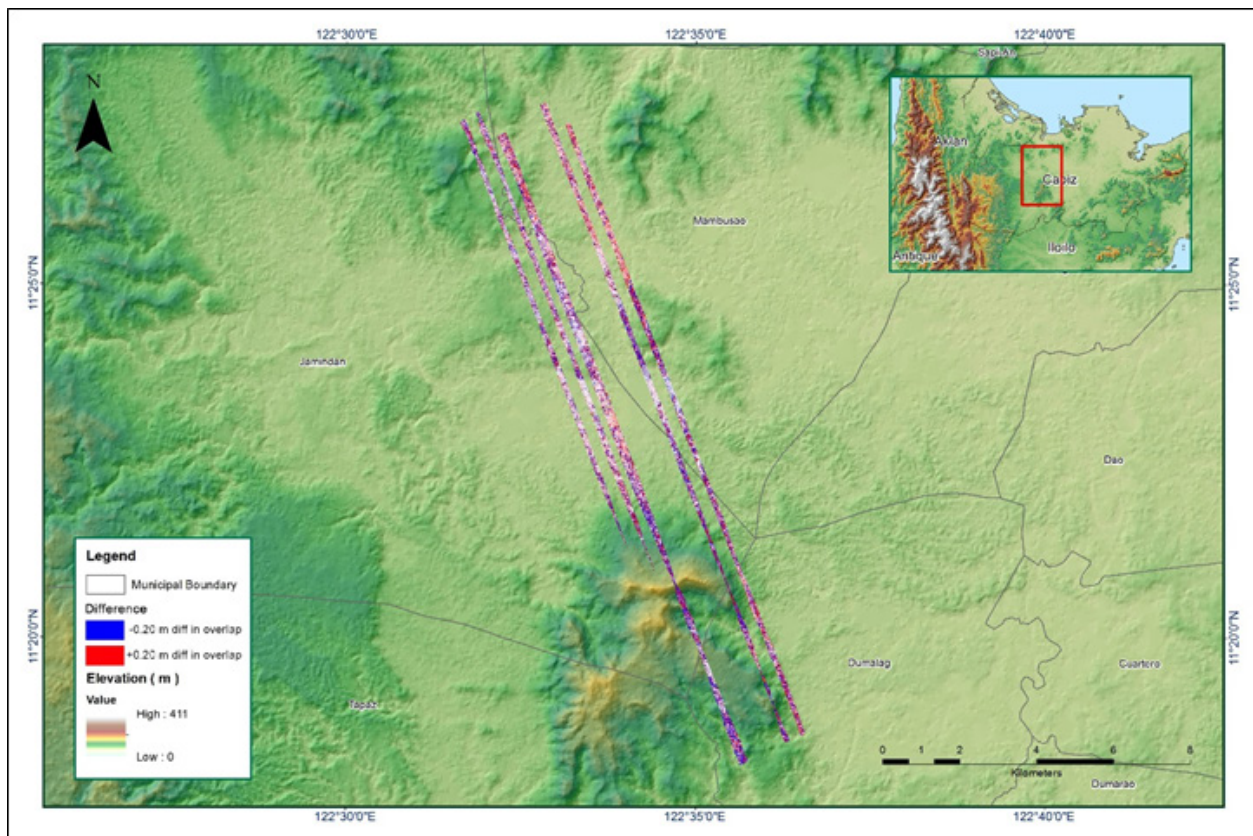 122°30'0"E
122°35'0"E
122°40'0"E
Sapi-An
N
Aklan
Capiz
Iloilo
Antique
Mambusao
11°25'0"N
11°25'0"N
Jamindan
Dao
Legend
Municipal Boundary
Difference
-0.20 m diff in overlap
+0.20 m diff in overlap
Elevation ( m )
Value
High : 411
Low : 0
11°20'0"N
11°20'0"N
Dumalag
Cuartero
Tapaz
0 1 2 4 6 8
Kilometers
Dumarao
122°30'0"E
122°35'0"E
122°40'0"E